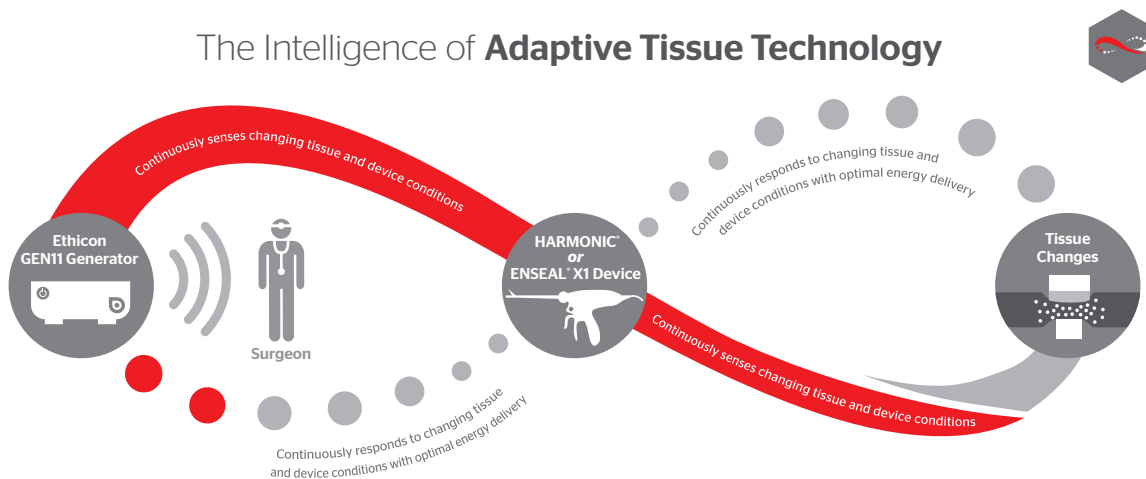 The Intelligence of Adaptive Tissue Technology
Continuously senses changing tissue and device conditions
Continuously responds to changing tissue and
device conditions with optimal energy delivery
Ethicon
GEN11 Generator
Surgeon
HARMONIC®
or
ENSEAL® X1 Device
Tissue
Changes
Continuously senses changing tissue and device conditions
Continuously responds to changing tissue
and device conditions with optimal energy delivery